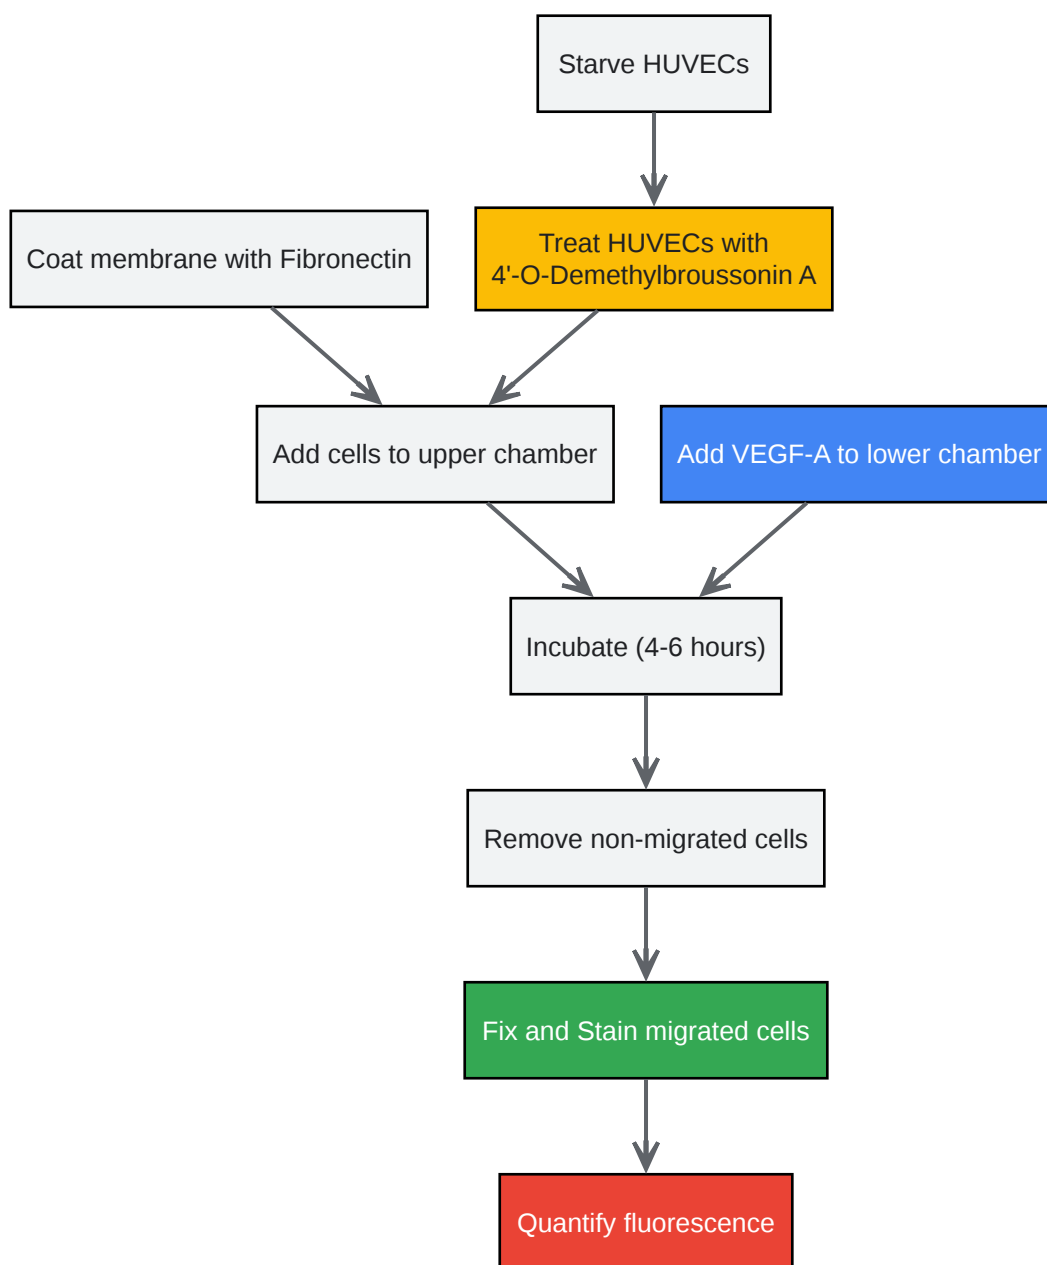 Starve HUVECs
Coat membrane with Fibronectin
Treat HUVECs with
4'-O-Demethylbroussonin A
Add cells to upper chamber
Add VEGF-A to lower chamber
Incubate (4-6 hours)
Remove non-migrated cells
Fix and Stain migrated cells
Quantify fluorescence